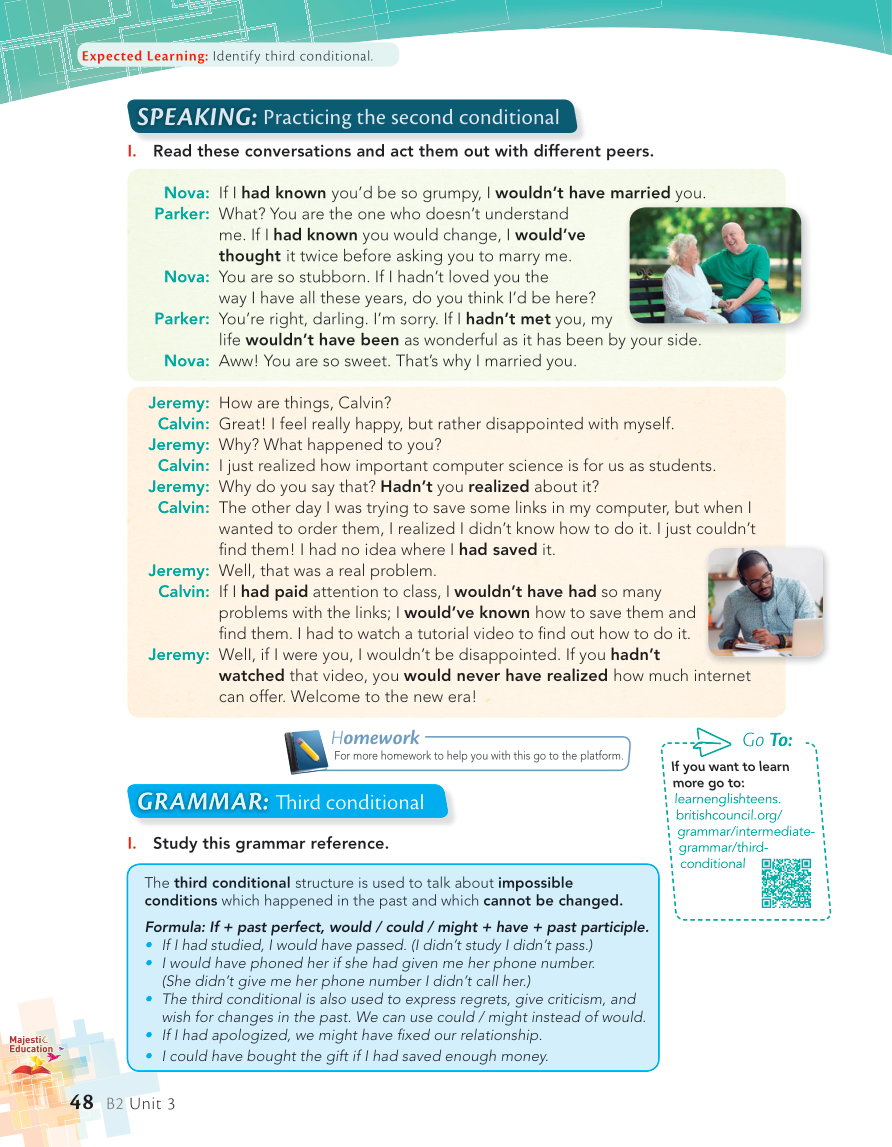 Expected Learning: Identify third conditional.
SPEAKING: Practicing the second conditional
I. Read these conversations and act them out with different peers.
Nova: If I had known you’d be so grumpy, I wouldn’t have married you.
Parker: What? You are the one who doesn’t understand
me. If I had known you would change, I would’ve
thought it twice before asking you to marry me.
Nova: You are so stubborn. If I hadn’t loved you the
way I have all these years, do you think I’d be here?
Parker: You’re right, darling. I’m sorry. If I hadn’t met you, my
life wouldn’t have been as wonderful as it has been by your side.
Nova: Aww! You are so sweet. That’s why I married you.
Jeremy: How are things, Calvin?
Calvin: Great! I feel really happy, but rather disappointed with myself.
Jeremy: Why? What happened to you?
Calvin: I just realized how important computer science is for us as students.
Jeremy: Why do you say that? Hadn’t you realized about it?
Calvin: The other day I was trying to save some links in my computer, but when I
wanted to order them, I realized I didn’t know how to do it. I just couldn’t
find them! I had no idea where I had saved it.
Jeremy: Well, that was a real problem.
Calvin: If I had paid attention to class, I wouldn’t have had so many
problems with the links; I would’ve known how to save them and
find them. I had to watch a tutorial video to find out how to do it.
Jeremy: Well, if I were you, I wouldn’t be disappointed. If you hadn’t
watched that video, you would never have realized how much internet
can offer. Welcome to the new era!
Homework
For more homework to help you with this go to the platform.
Go To:
If you want to learn
more go to:
learnenglishteens.
britishcouncil.org/
grammar/intermediate-
grammar/third-
conditional
GRAMMAR: Third conditional
I. Study this grammar reference.
The third conditional structure is used to talk about impossible
conditions which happened in the past and which cannot be changed.
Formula: If + past perfect, would / could / might + have + past participle.
• If I had studied, I would have passed. (I didn’t study I didn’t pass.)
• I would have phoned her if she had given me her phone number.
(She didn’t give me her phone number I didn’t call her.)
• The third conditional is also used to express regrets, give criticism, and
wish for changes in the past. We can use could / might instead of would.
• If I had apologized, we might have fixed our relationship.
• I could have bought the gift if I had saved enough money.
Majestic
Education
48 B2 Unit 3